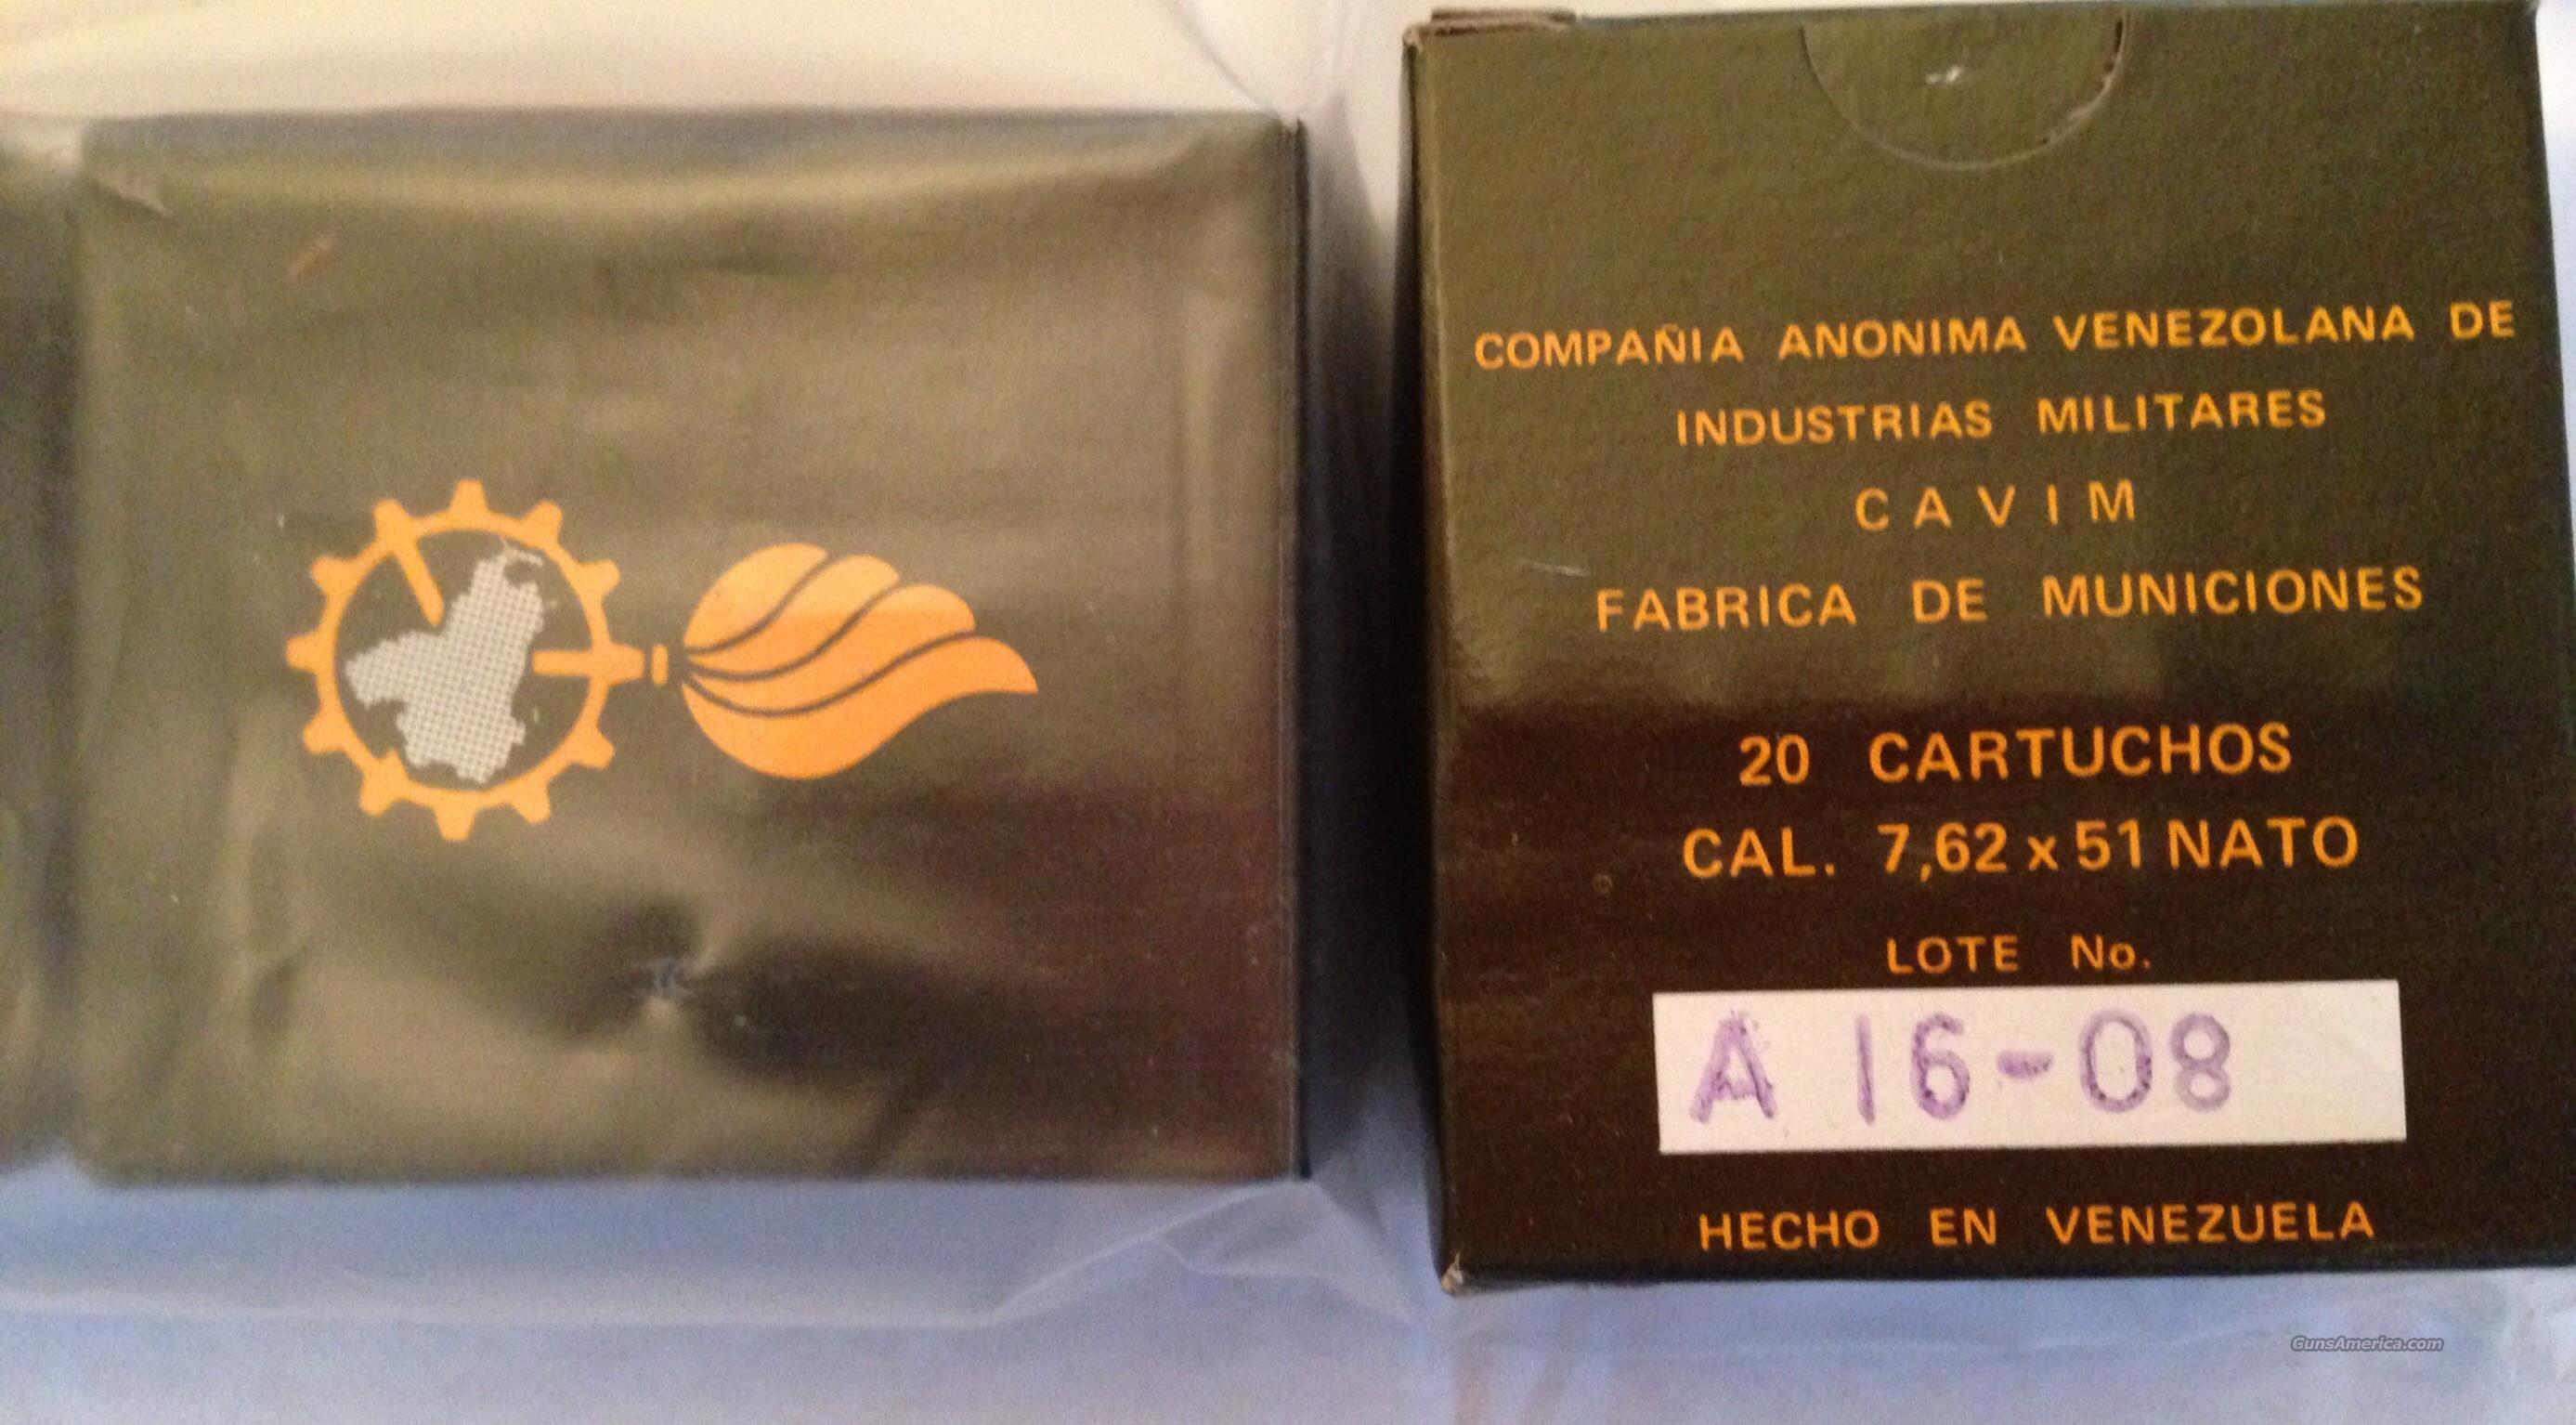 COMPAÑIA ANONIMA VENEZOLANA DE
INDUSTRIAS MILITARES
CAVIM
FABRICA DE MUNICIONES
20 CARTUCHOS
CAL. 7,62 x 51 NATO
LOTE No.
A 16-08
HECHO EN VENEZUELA
GunsAmerica.com